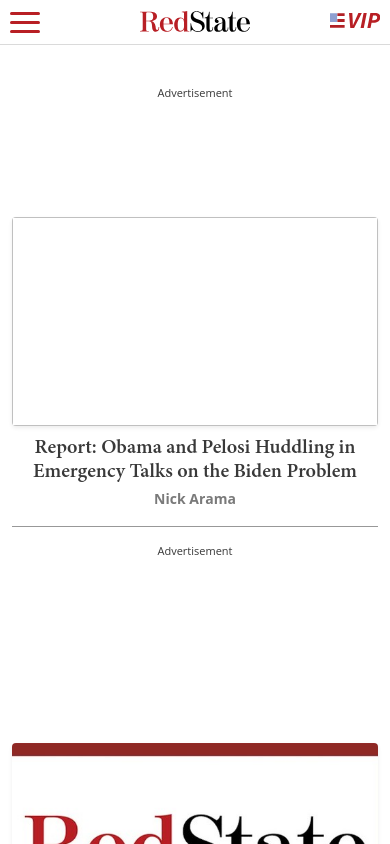 RedState
VIP
Advertisement
Report: Obama and Pelosi Huddling in
Emergency Talks on the Biden Problem
Nick Arama
Advertisement
RedState